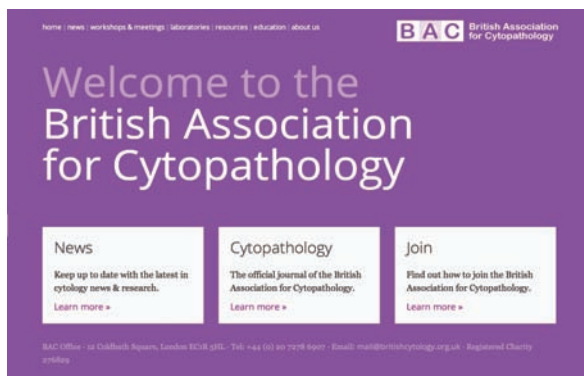 home | news | workshops & meetings | laboratories | resources | education | about us
BAC British Association
for Cytopathology
Welcome to the
British Association
for Cytopathology
News
Keep up to date with the latest in
cytology news & research.
Learn more »
Cytopathology
The official journal of the British
Association for Cytopathology.
Learn more »
Join
Find out how to join the British
Association for Cytopathology.
Learn more »
BAC Office - 12 Coldbath Square, London EC1R 5HL - Tel: +44 (0) 20 7278 6907 - Email: mail@britishcytology.org.uk - Registered Charity
276829